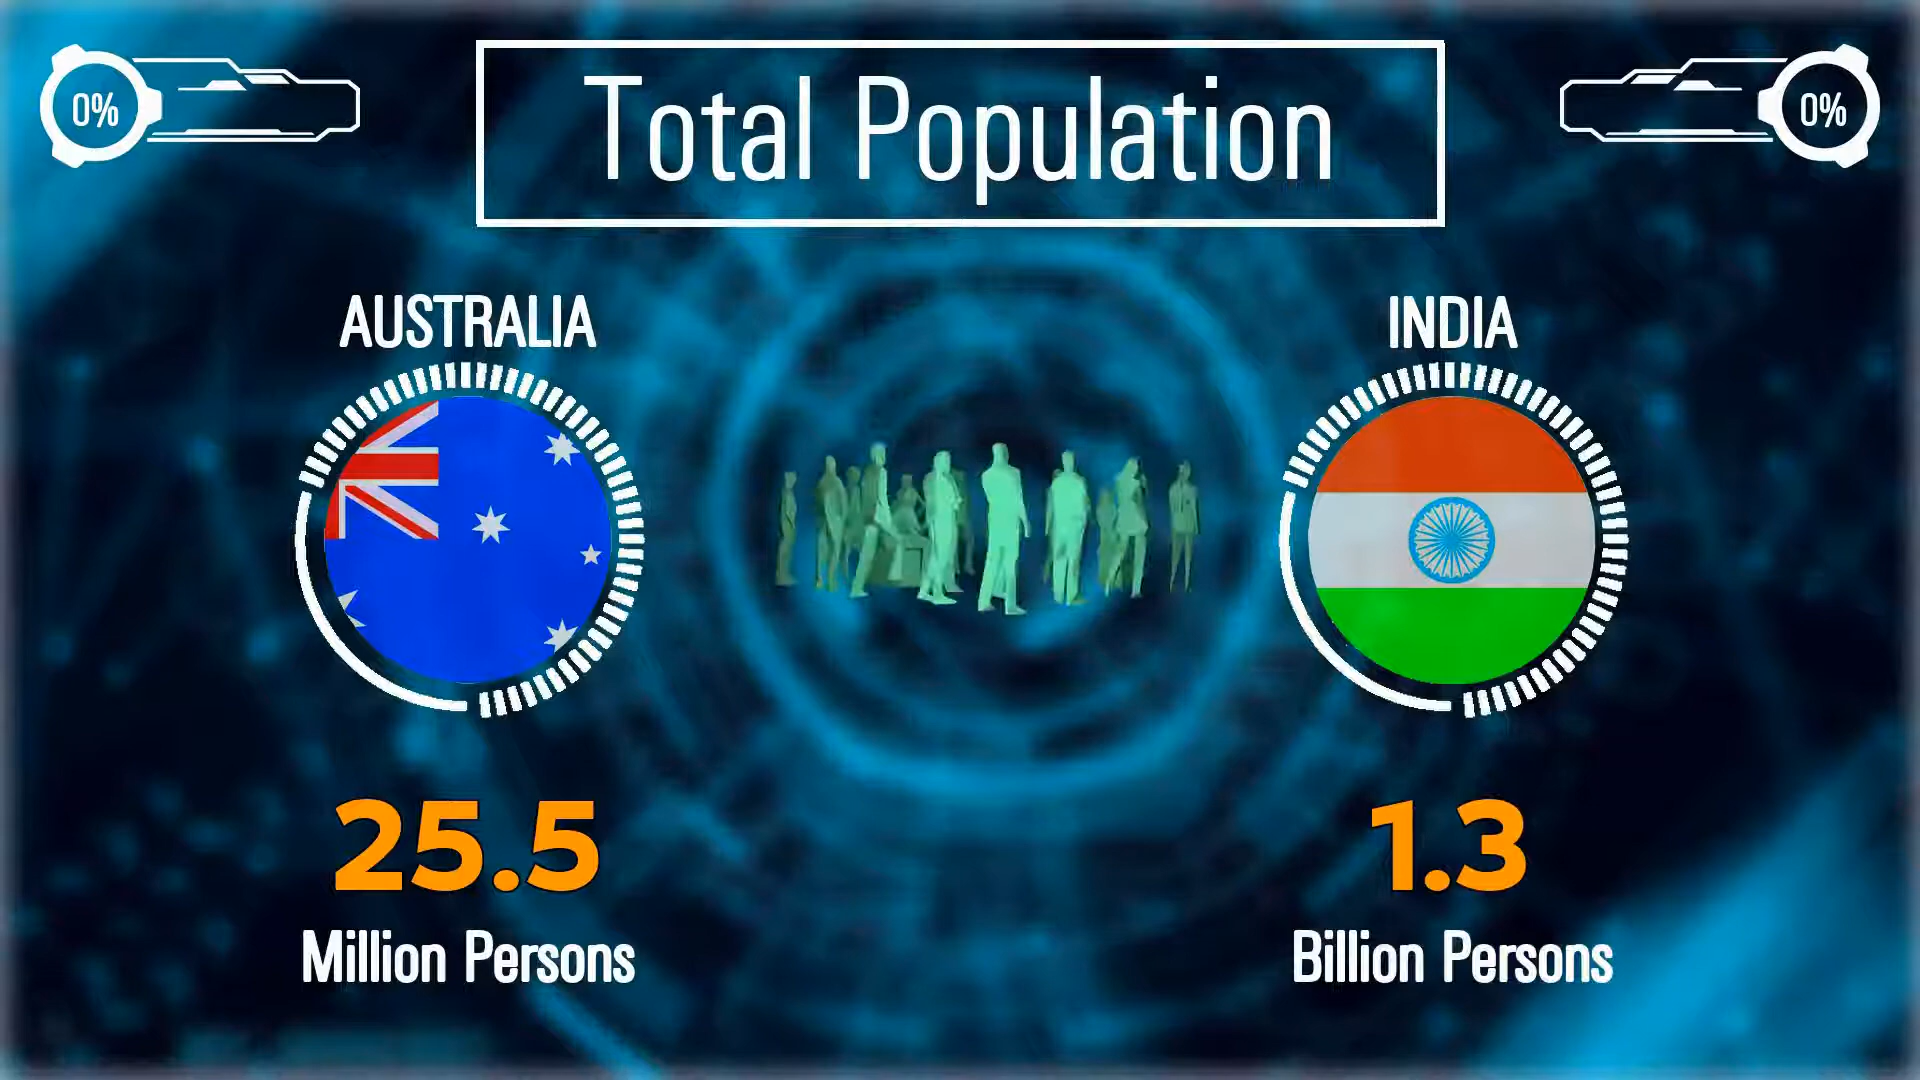 0%
Total Population
0%
AUSTRALIA
INDIA
25.5
Million Persons
1.3
Billion Persons